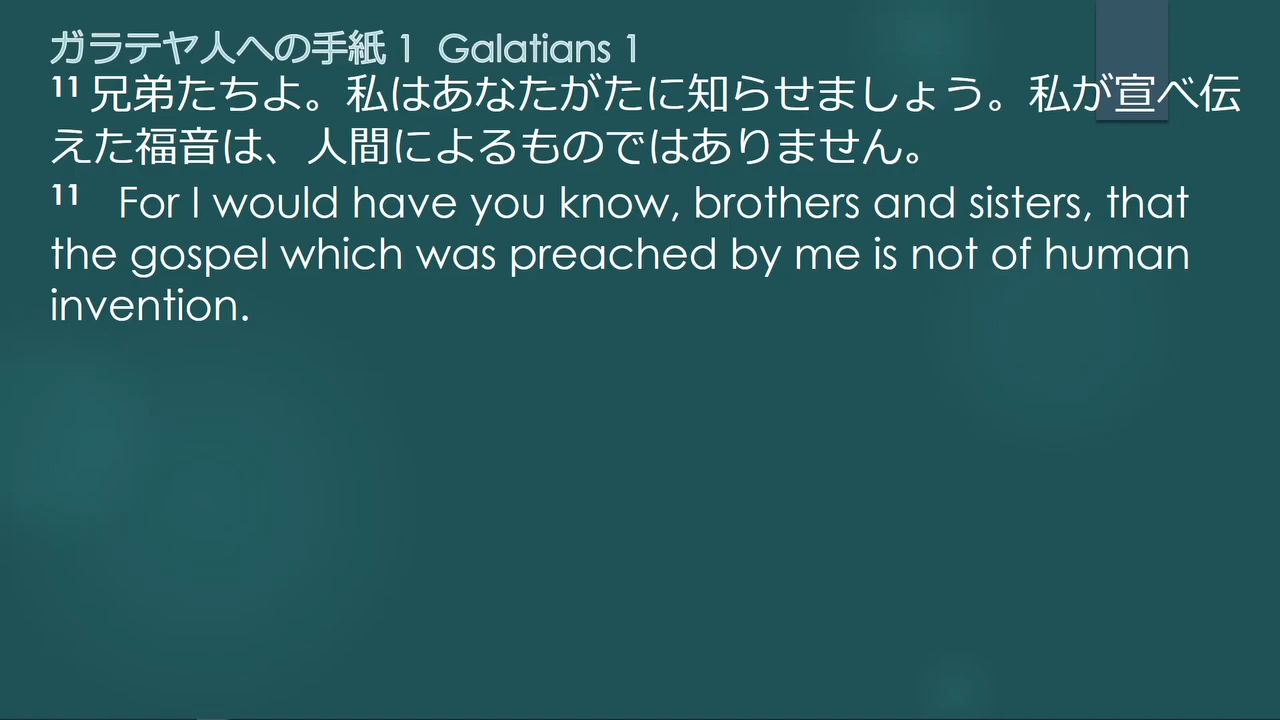 ガラテヤ人への手紙 1 Galatians 1
11 兄弟たちよ。私はあなたがたに知らせましょう。私が宣べ伝
えた福音は、人間によるものではありません。
11 For I would have you know, brothers and sisters, that
the gospel which was preached by me is not of human
invention.